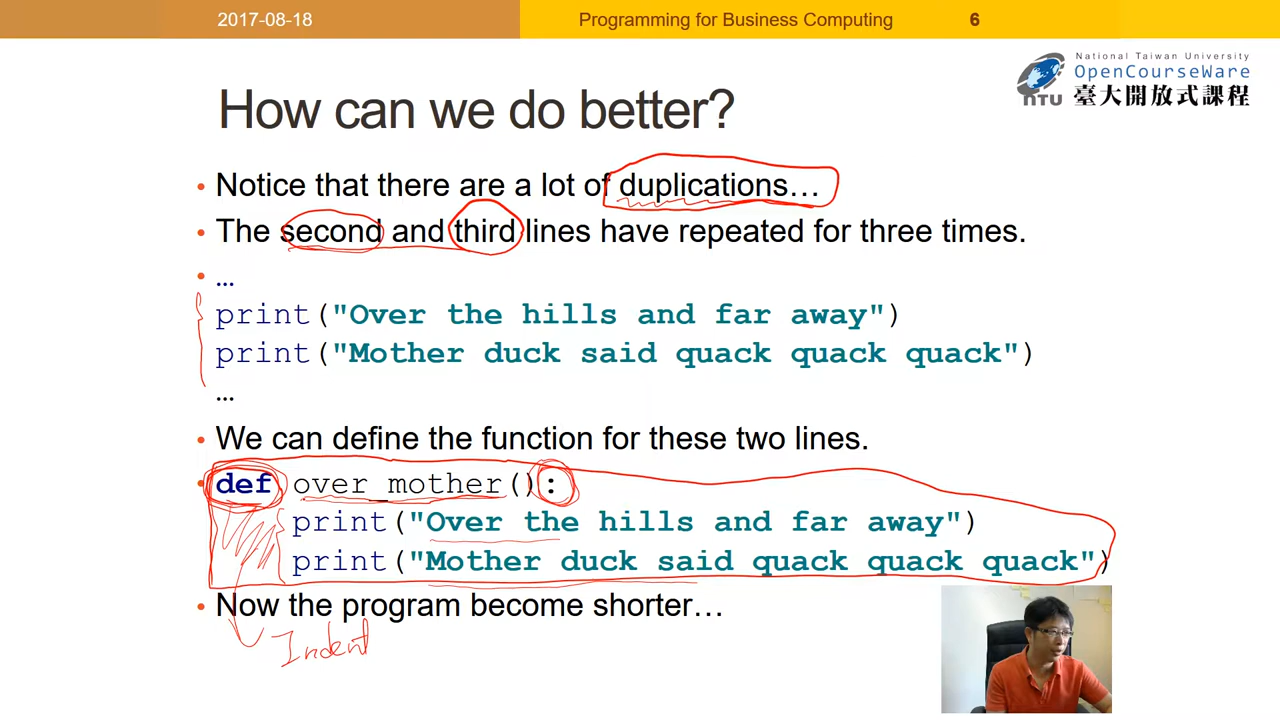 2017-08-18 Programming for Business Computing 6
National Taiwan University
OpenCourseWare
NTU 臺大開放式課程
How can we do better?
• Notice that there are a lot of duplications…
• The second and third lines have repeated for three times.
• …
print("Over the hills and far away")
print("Mother duck said quack quack quack")
…
• We can define the function for these two lines.
• def over_mother():
print("Over the hills and far away")
print("Mother duck said quack quack quack")
• Now the program become shorter…
Indent